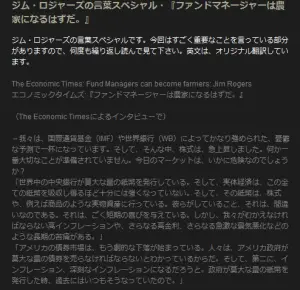 ジム・ロジャーズの言葉スペシャル・『ファンドマネージャーは農家になるはずだ。』
ジム・ロジャーズの言葉スペシャルです。今回はすごく重要なことを言っている部分がありますので、何度も繰り返し読んで見て下さい。英文は、オリジナル翻訳しています。
The Economic Times: Fund Managers can become farmers: Jim Rogers
エコノミックタイムズ：『ファンドマネージャーは農家になるはずだ。』
（The Economic Timesによるインタビューで）
－我々は、国際通貨基金（IMF）や世界銀行（WB）によってかなり強められた、憂鬱な予測で一杯になっています。そして、そんな中、株式は、急上昇しました。何か一番大切なことが準備されていません。今日のマーケットは、いかに危険なのでしょうか？
「世界中の中央銀行が莫大な量の紙幣を発行している。そして、実体経済は、この全ての紙幣を吸収し得るほど十分には強くなっていない。そして、その紙幣は、株式や、例えば商品のような実物資産に行っている。彼らがしていること、それは、間違いなのである。それは、ごく短期の喜びを与えている。しかし、我々がむかえなければならない高インフレーションや、さらなる高金利、さらなる急激な景気悪化などのような長期の苦痛がある。」
「アメリカの債券市場は、もう劇的な下落が始まっている。人々は、アメリカ政府が莫大な量の債券を売らなければならないとわかっているからだ。そして、第二に、インフレーション、深刻なインフレーションになるだろうと。政府が莫大な量の紙幣を発行した時、過去にはいつもそうなっていたので。」